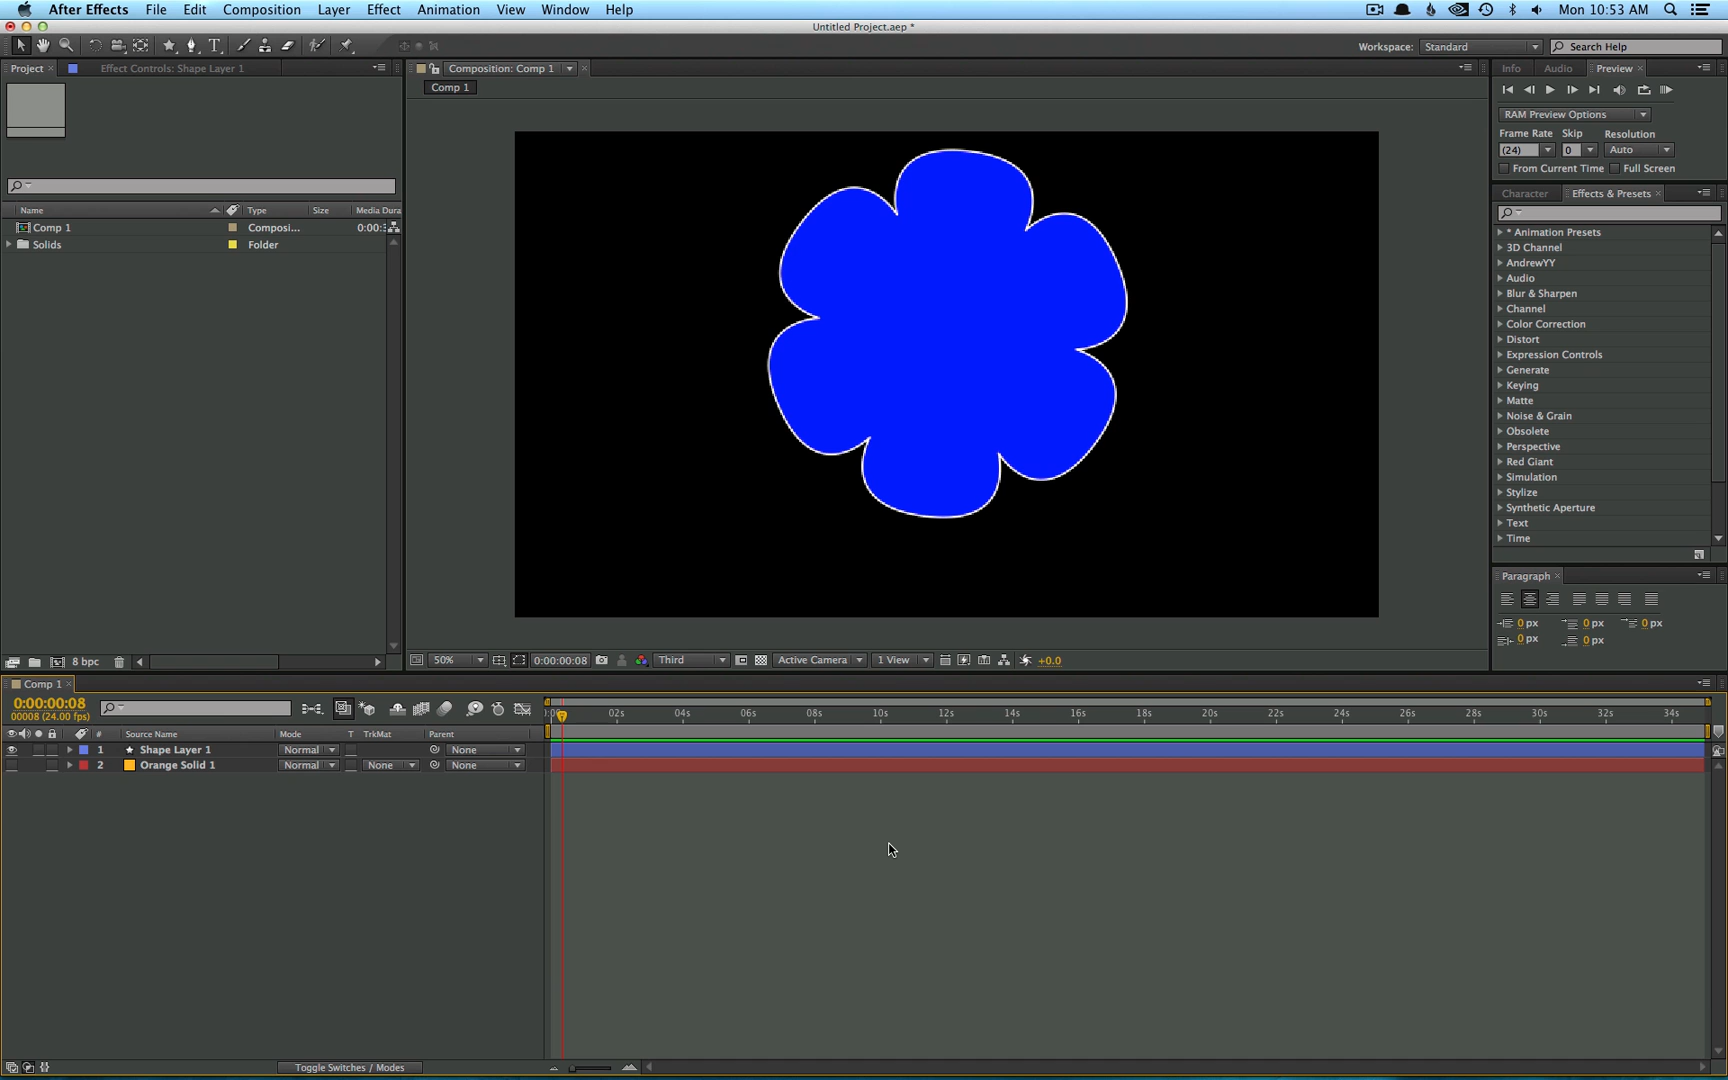 After Effects File Edit Composition Layer Effect Animation View Window Help Mon 10:53 AM
Untitled Project.aep *
Workspace: Standard Search Help
Project Effect Controls: Shape Layer 1 Composition: Comp 1 Info Audio Preview
Comp 1
RAM Preview Options
Frame Rate Skip Resolution
(24) 0 Auto
From Current Time Full Screen
Character Effects & Presets
Name Type Size Media Dura
Comp 1 Composi... 0:00:
Solids Folder
* Animation Presets
3D Channel
AndrewYY
Audio
Blur & Sharpen
Channel
Color Correction
Distort
Expression Controls
Generate
Keying
Matte
Noise & Grain
Obsolete
Perspective
Red Giant
Simulation
Stylize
Synthetic Aperture
Text
Time
Paragraph
0 px 0 px 0 px
0 px 0 px
8 bpc 50% 0:00:00:08 Third Active Camera 1 View +0.0
Comp 1
0:00:00:08
00008 (24.00 fps)
02s 04s 06s 08s 10s 12s 14s 16s 18s 20s 22s 24s 26s 28s 30s 32s 34s
# Source Name Mode T TrkMat Parent
1 Shape Layer 1 Normal None
2 Orange Solid 1 Normal None None
Toggle Switches / Modes